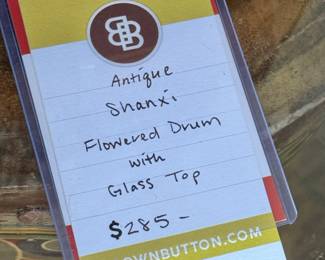 Antique
Shanxi
Flowered Drum
with
Glass Top
$285-
OWNBUTTON.COM